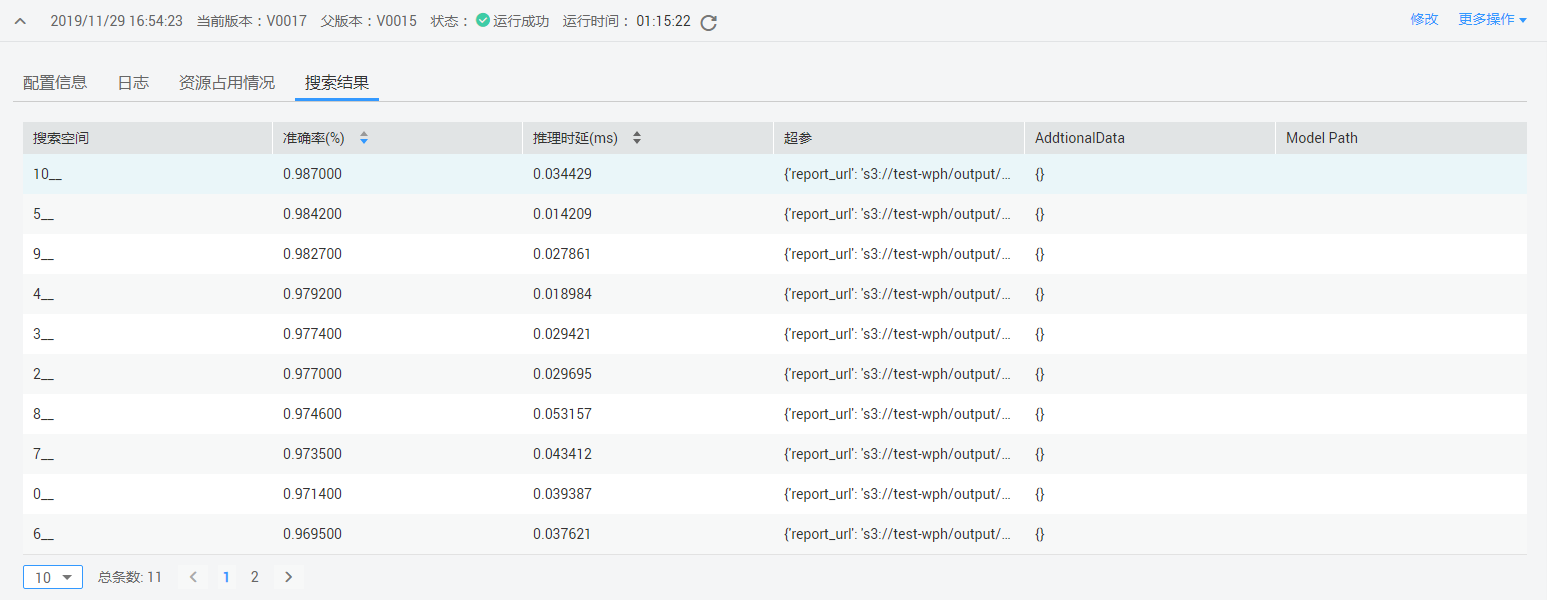 2019/11/29 16:54:23 当前版本：V0017 父版本：V0015 状态： 运行成功 运行时间： 01:15:22 修改 更多操作
配置信息 日志 资源占用情况 搜索结果
搜索空间 准确率(%) 推理时延(ms) 超参 AddtionalData Model Path
10__ 0.987000 0.034429 {'report_url': 's3://test-wph/output/... {}
5__ 0.984200 0.014209 {'report_url': 's3://test-wph/output/... {}
9__ 0.982700 0.027861 {'report_url': 's3://test-wph/output/... {}
4__ 0.979200 0.018984 {'report_url': 's3://test-wph/output/... {}
3__ 0.977400 0.029421 {'report_url': 's3://test-wph/output/... {}
2__ 0.977000 0.029695 {'report_url': 's3://test-wph/output/... {}
8__ 0.974600 0.053157 {'report_url': 's3://test-wph/output/... {}
7__ 0.973500 0.043412 {'report_url': 's3://test-wph/output/... {}
0__ 0.971400 0.039387 {'report_url': 's3://test-wph/output/... {}
6__ 0.969500 0.037621 {'report_url': 's3://test-wph/output/... {}
10 总条数: 11 < 1 2 >